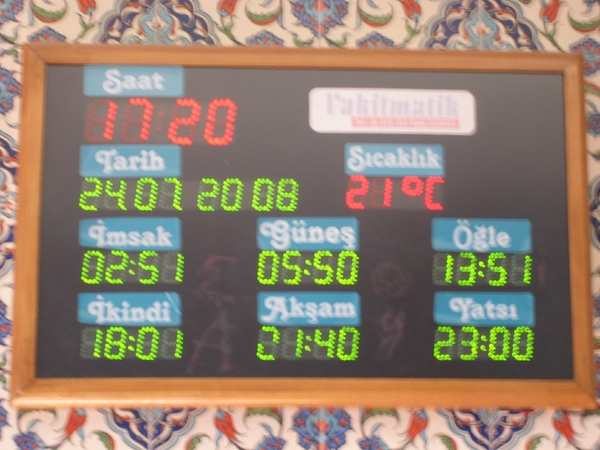 Saat
17:20
Vakitmatik
Tarih
Sıcaklık
24.07. 2008
21°C
İmsak
Güneş
Öğle
02:51
05:50
13:51
İkindi
Akşam
Yatsı
18:01
21:40
23:00